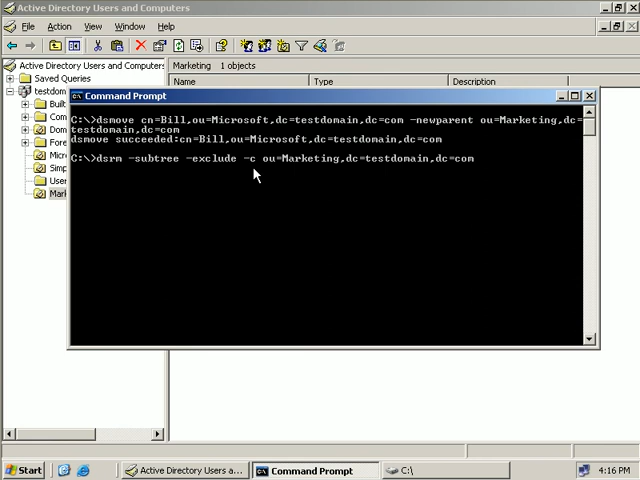 Active Directory Users and Computers
File Action View Window Help
Active Directory Users and Computers
Marketing 1 objects
Saved Queries
Name Type Description
testdom
Command Prompt
Built
Com
Dom
Fore
Micr
Simp
User
Mark
C:\>dsmove cn=Bill,ou=Microsoft,dc=testdomain,dc=com -newparent ou=Marketing,dc=
testdomain,dc=com
dsmove succeeded:cn=Bill,ou=Microsoft,dc=testdomain,dc=com
C:\>dsrm -subtree -exclude -c ou=Marketing,dc=testdomain,dc=com
Start
Active Directory Users a...
Command Prompt
C:\
4:16 PM